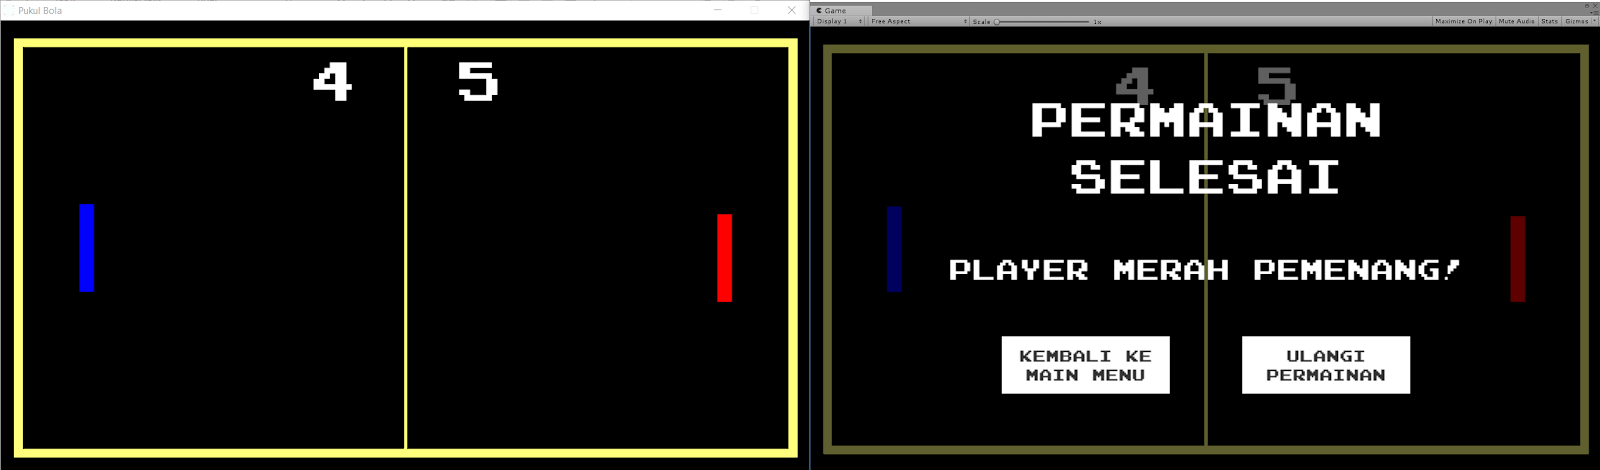 Pukul Bola
4 5
Game
Display 1 Free Aspect Scale 1x Maximize On Play Mute Audio Stats Gizmos
4 5
PERMAINAN
SELESAI
PLAYER MERAH PEMENANG!
KEMBALI KE
MAIN MENU
ULANGI
PERMAINAN